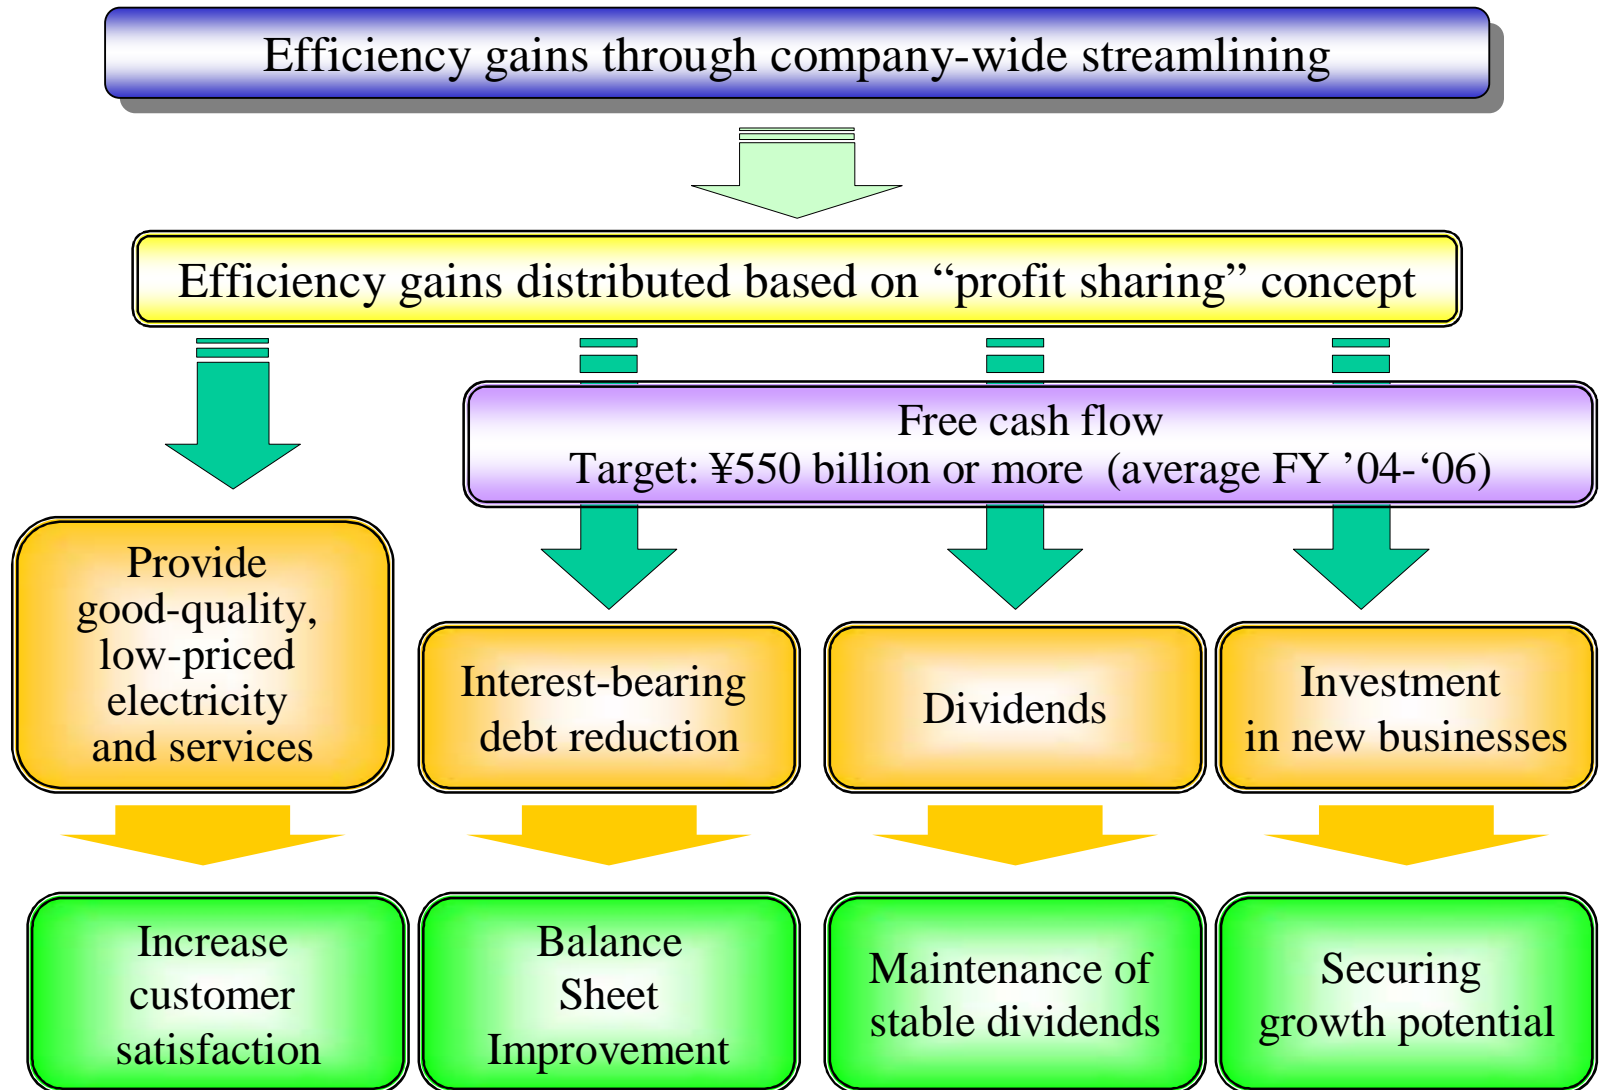 Efficiency gains through company-wide streamlining
Efficiency gains distributed based on “profit sharing” concept
Free cash flow
Target: ¥550 billion or more (average FY ’04-‘06)
Provide
good-quality,
low-priced
electricity
and services
Interest-bearing
debt reduction
Dividends
Investment
in new businesses
Increase
customer
satisfaction
Balance
Sheet
Improvement
Maintenance of
stable dividends
Securing
growth potential